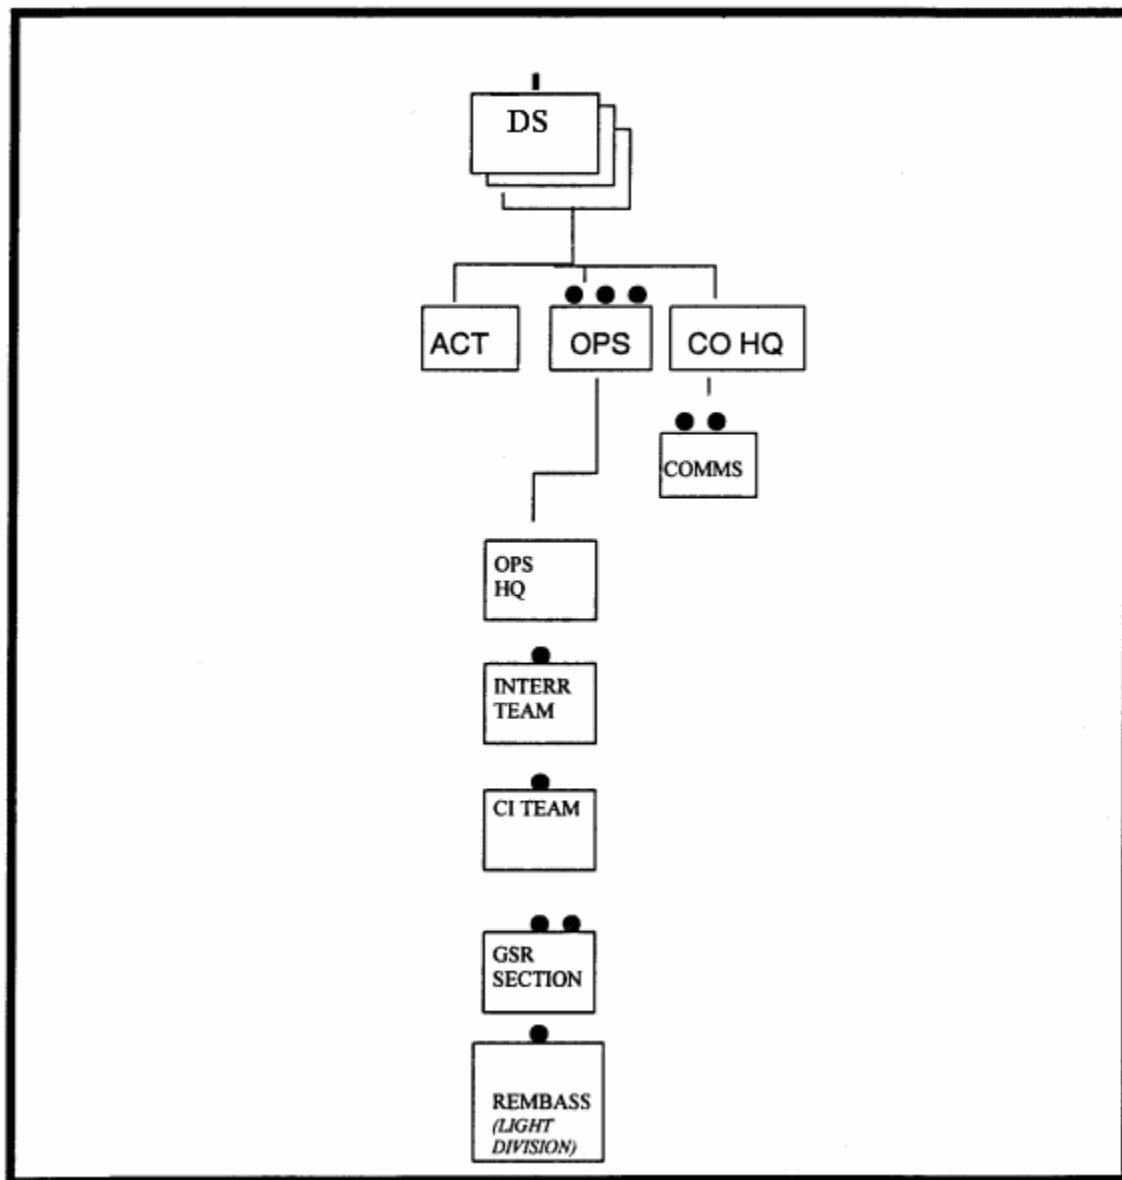 DS
ACT
OPS
CO HQ
COMMS
OPS
HQ
INTERR
TEAM
CI TEAM
GSR
SECTION
REMBASS
(LIGHT
DIVISION)